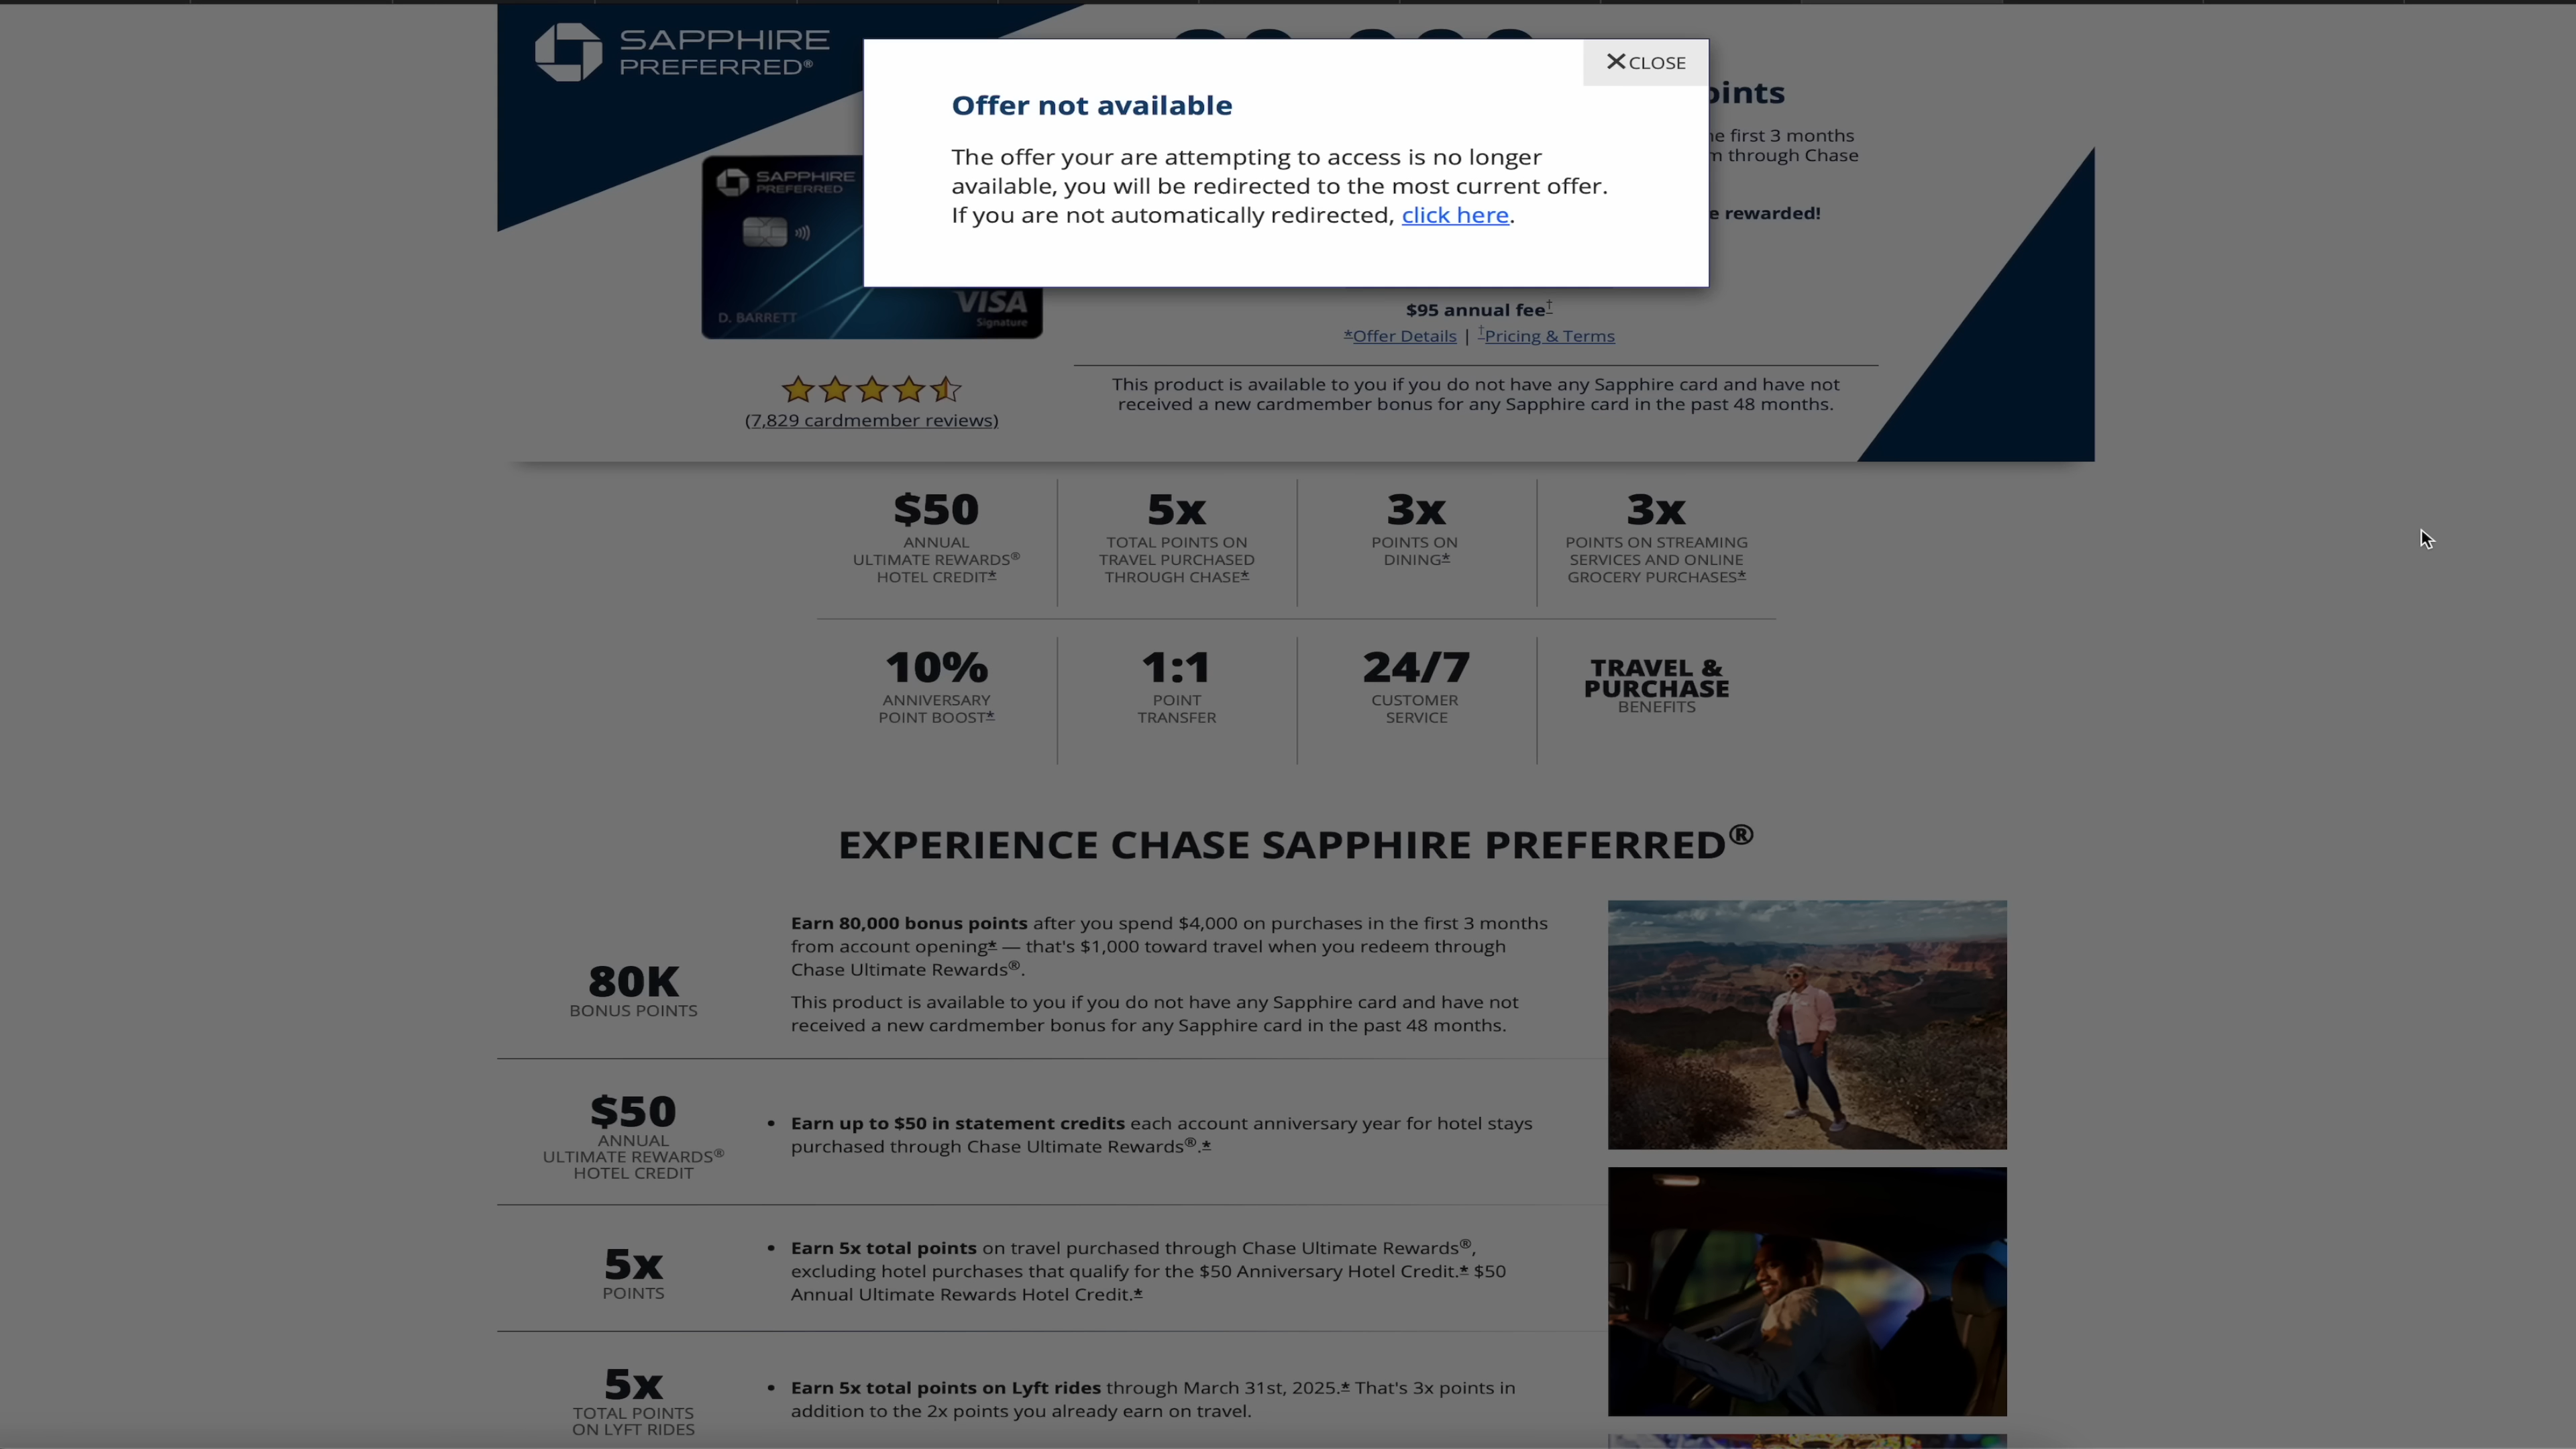 SAPPHIRE
PREFERRED®
CLOSE
Offer not available
The offer your are attempting to access is no longer
available, you will be redirected to the most current offer.
If you are not automatically redirected, click here.
first 3 months
through Chase
rewarded!
SAPPHIRE
PREFERRED
D. BARRETT
VISA
Signature
$95 annual fee†
*Offer Details | †Pricing & Terms
(7,829 cardmember reviews)
This product is available to you if you do not have any Sapphire card and have not
received a new cardmember bonus for any Sapphire card in the past 48 months.
$50
ANNUAL
ULTIMATE REWARDS®
HOTEL CREDIT*
5x
TOTAL POINTS ON
TRAVEL PURCHASED
THROUGH CHASE*
3x
POINTS ON
DINING*
3x
POINTS ON STREAMING
SERVICES AND ONLINE
GROCERY PURCHASES*
10%
ANNIVERSARY
POINT BOOST*
1:1
POINT
TRANSFER
24/7
CUSTOMER
SERVICE
TRAVEL &
PURCHASE
BENEFITS
EXPERIENCE CHASE SAPPHIRE PREFERRED®
80K
BONUS POINTS
Earn 80,000 bonus points after you spend $4,000 on purchases in the first 3 months
from account opening* — that's $1,000 toward travel when you redeem through
Chase Ultimate Rewards®.
This product is available to you if you do not have any Sapphire card and have not
received a new cardmember bonus for any Sapphire card in the past 48 months.
$50
ANNUAL
ULTIMATE REWARDS®
HOTEL CREDIT
• Earn up to $50 in statement credits each account anniversary year for hotel stays
purchased through Chase Ultimate Rewards®.*
5x
POINTS
• Earn 5x total points on travel purchased through Chase Ultimate Rewards®,
excluding hotel purchases that qualify for the $50 Anniversary Hotel Credit.* $50
Annual Ultimate Rewards Hotel Credit.*
5x
TOTAL POINTS
ON LYFT RIDES
• Earn 5x total points on Lyft rides through March 31st, 2025.* That's 3x points in
addition to the 2x points you already earn on travel.